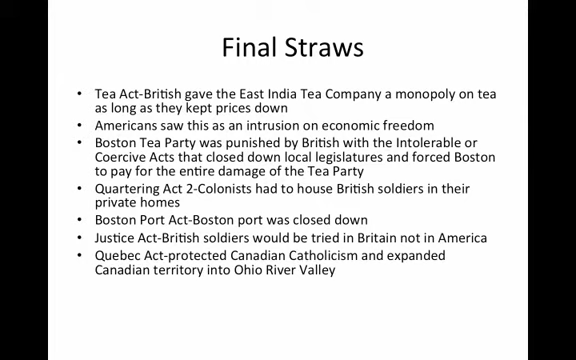 Final Straws
• Tea Act-British gave the East India Tea Company a monopoly on tea
as long as they kept prices down
• Americans saw this as an intrusion on economic freedom
• Boston Tea Party was punished by British with the Intolerable or
Coercive Acts that closed down local legislatures and forced Boston
to pay for the entire damage of the Tea Party
• Quartering Act 2-Colonists had to house British soldiers in their
private homes
• Boston Port Act-Boston port was closed down
• Justice Act-British soldiers would be tried in Britain not in America
• Quebec Act-protected Canadian Catholicism and expanded
Canadian territory into Ohio River Valley